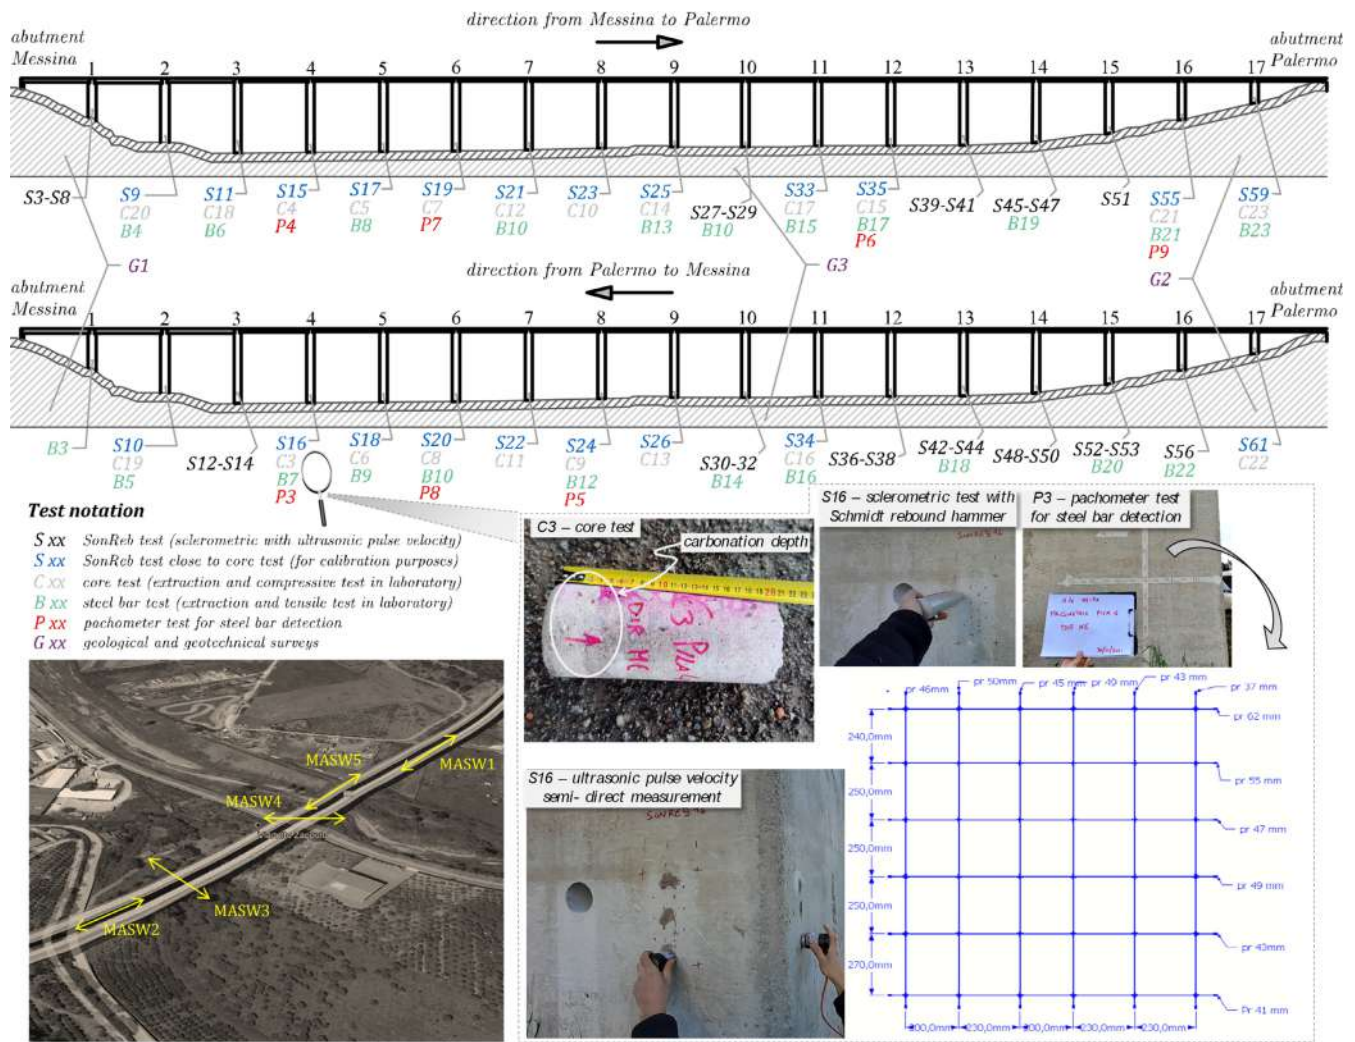 direction from Messina to Palermo
abutment
Messina
abutment
Palermo
1 2 3 4 5 6 7 8 9 10 11 12 13 14 15 16 17
S3-S8
S9
C20
B4
S11
C18
B6
S15
C4
P4
S17
C5
B8
S19
C7
P7
S21
C12
B10
S23
C10
S25
C14
B13
S27-S29
B10
S33
C17
B15
S35
C15
B17
P6
S39-S41
S45-S47
B19
S51
S55
C21
B21
P9
S59
C23
B23
G1
G3
G2
direction from Palermo to Messina
abutment
Messina
abutment
Palermo
1 2 3 4 5 6 7 8 9 10 11 12 13 14 15 16 17
B3
S10
C19
B5
S12-S14
S16
C3
B7
P3
S18
C6
B9
S20
C8
B10
P8
S22
C11
S24
C9
B12
P5
S26
C13
S30-32
B14
S34
C16
B16
S36-S38
S42-S44
B18
S48-S50
S52-S53
B20
S56
B22
S61
C22
Test notation
S xx SonReb test (sclerometric with ultrasonic pulse velocity)
S xx SonReb test close to core test (for calibration purposes)
C xx core test (extraction and compressive test in laboratory)
B xx steel bar test (extraction and tensile test in laboratory)
P xx pachometer test for steel bar detection
G xx geological and geotechnical surveys
MASW1
MASW5
MASW4
MASW3
MASW2
C3 – core test
carbonation depth
C3
DIR ME
S16 – sclerometric test with
Schmidt rebound hammer
P3 – pachometer test
for steel bar detection
DIR ME
S16 – ultrasonic pulse velocity
semi- direct measurement
pr 46mm
pr 50mm
pr 45 mm
pr 49 mm
pr 43 mm
pr 37 mm
pr 62 mm
pr 55 mm
pr 47 mm
pr 49 mm
pr 43mm
Pr 41 mm
240,0mm
250,0mm
250,0mm
250,0mm
270,0mm
200,0mm
230,0mm
200,0mm
230,0mm
230,0mm